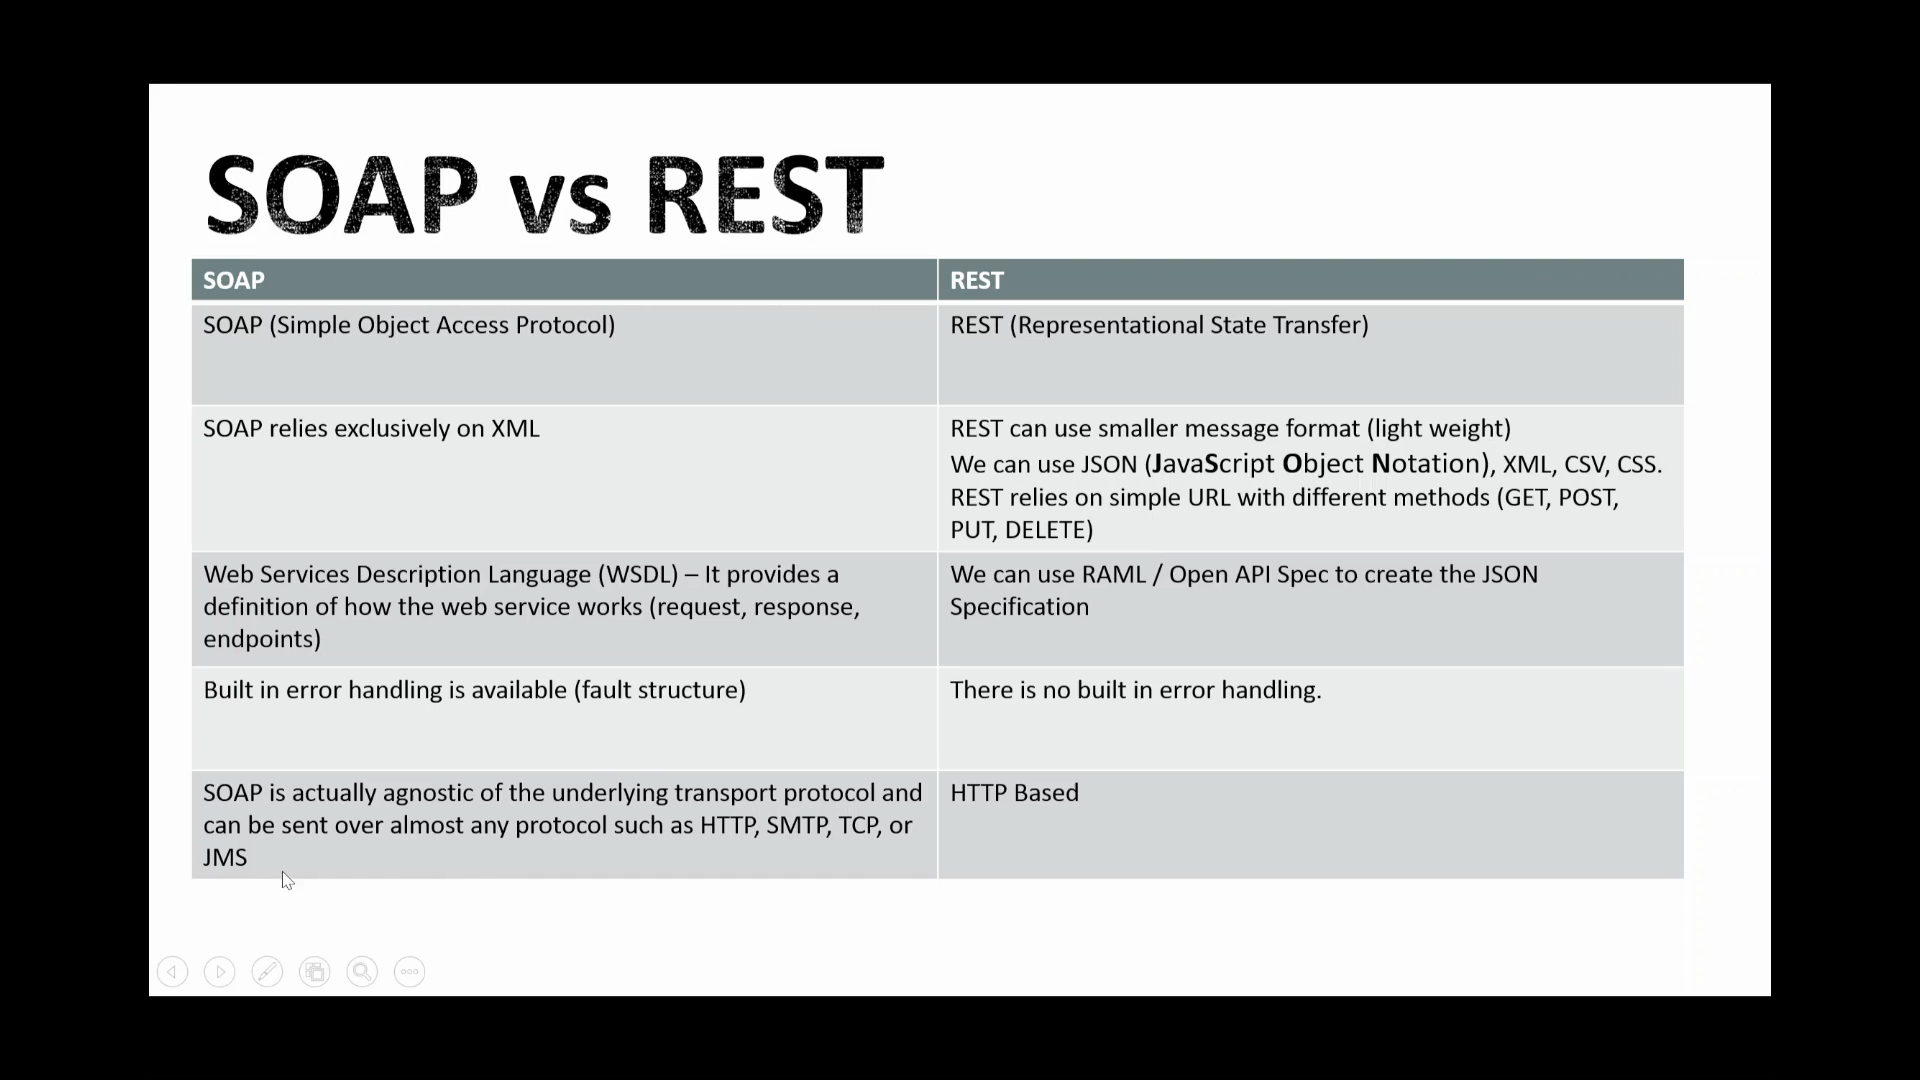 SOAP vs REST
SOAP
REST
SOAP (Simple Object Access Protocol)
REST (Representational State Transfer)
SOAP relies exclusively on XML
REST can use smaller message format (light weight)
We can use JSON (JavaScript Object Notation), XML, CSV, CSS.
REST relies on simple URL with different methods (GET, POST,
PUT, DELETE)
Web Services Description Language (WSDL) – It provides a
definition of how the web service works (request, response,
endpoints)
We can use RAML / Open API Spec to create the JSON
Specification
Built in error handling is available (fault structure)
There is no built in error handling.
SOAP is actually agnostic of the underlying transport protocol and
can be sent over almost any protocol such as HTTP, SMTP, TCP, or
JMS
HTTP Based